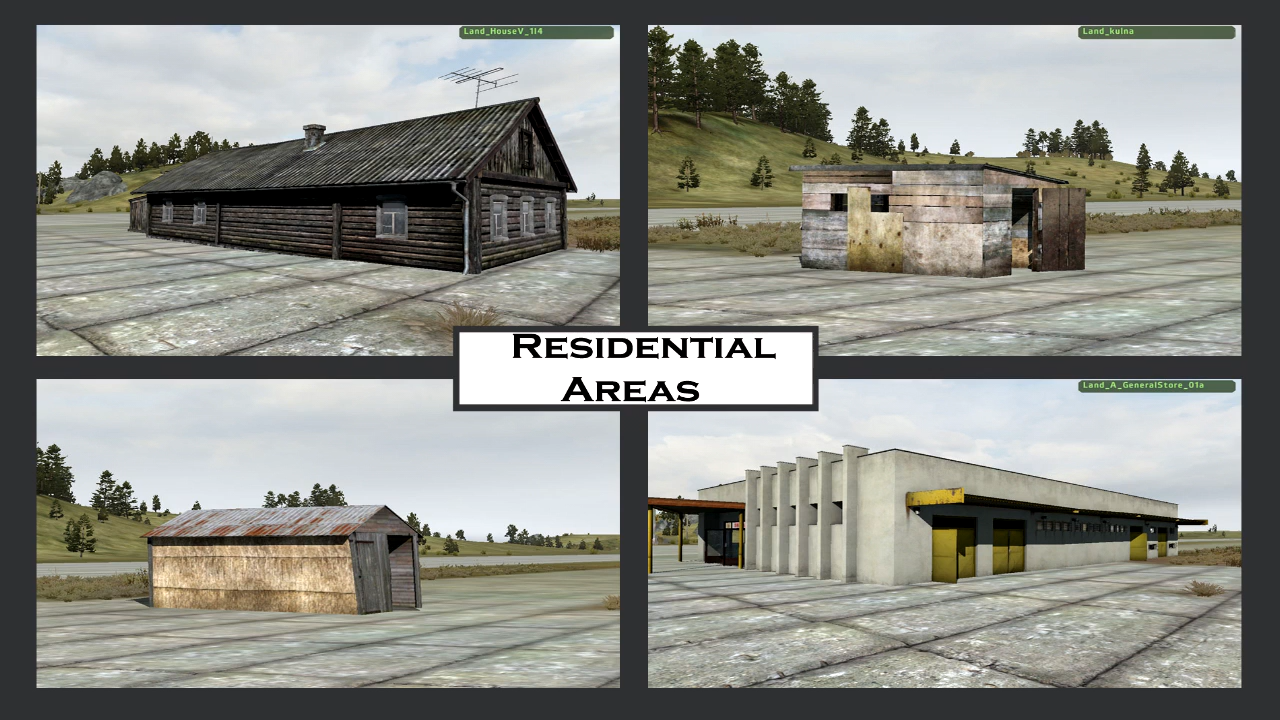 Land_HouseV_1I4
Land_kulna
Residential
Areas
Land_A_GeneralStore_01a